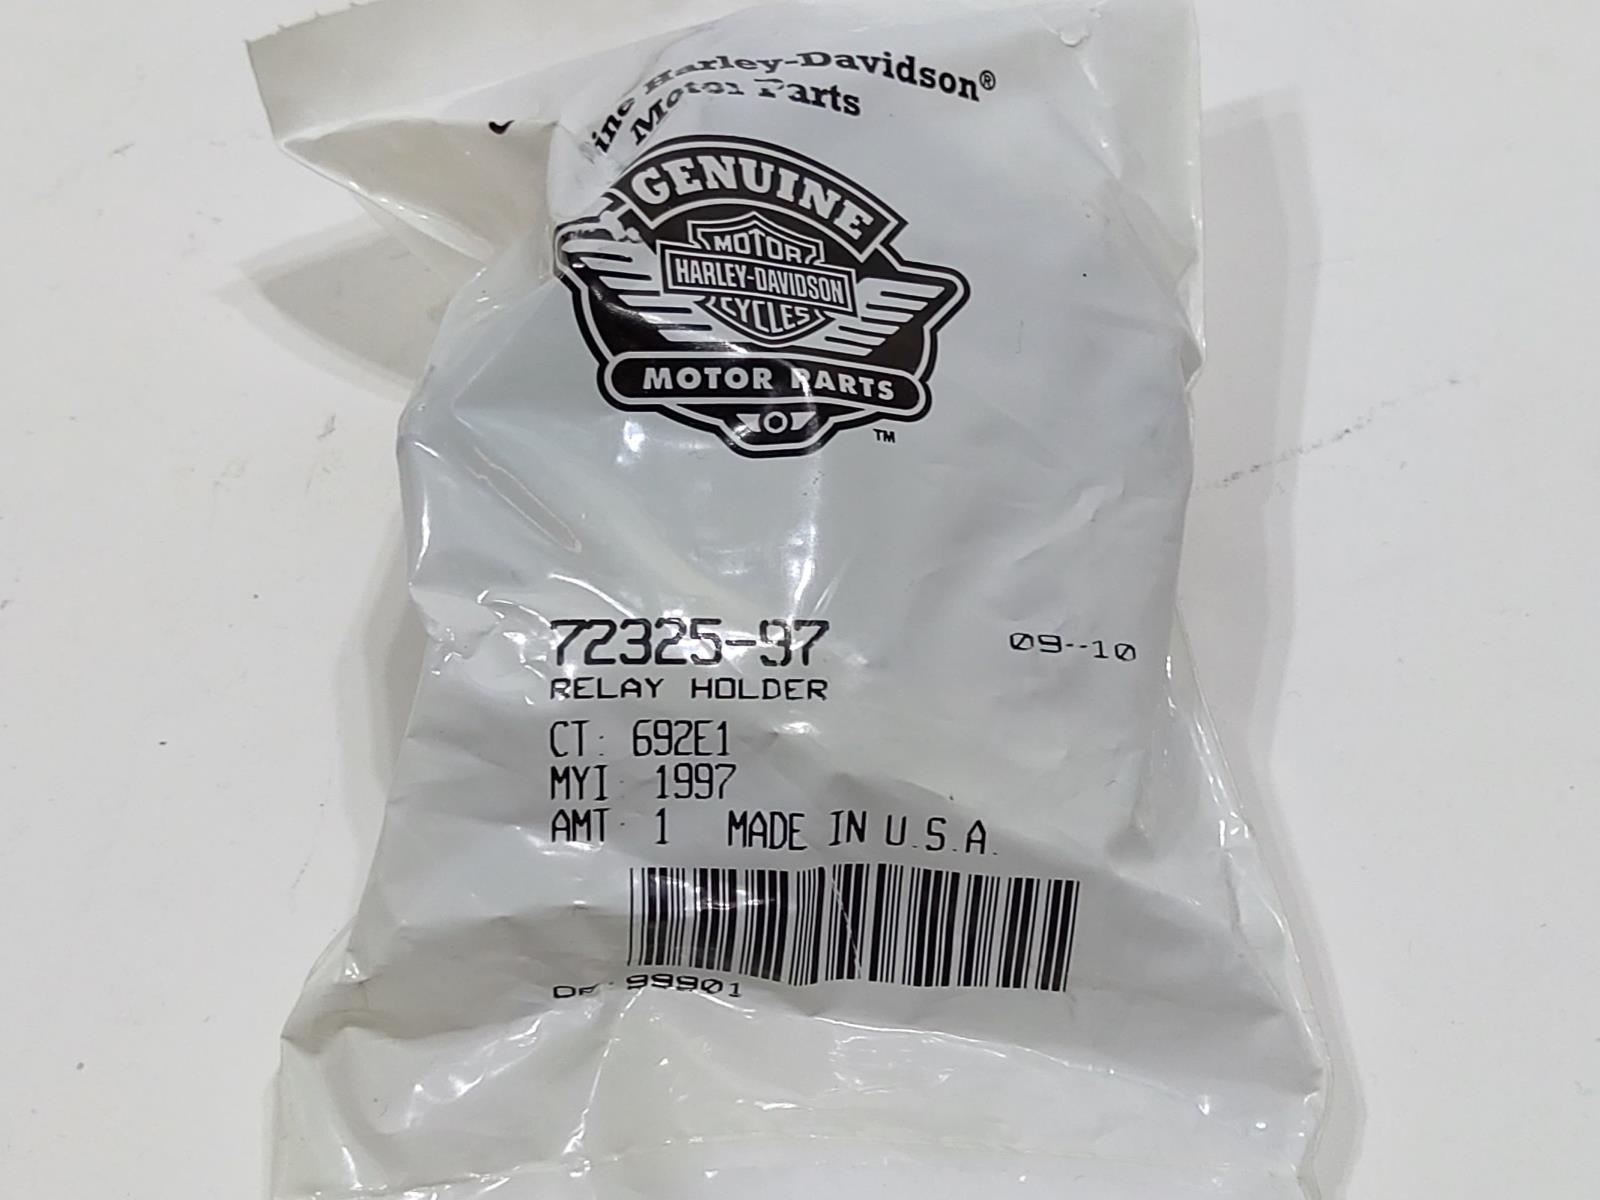 Harley-Davidson®
Motor Parts
GENUINE
MOTOR
HARLEY-DAVIDSON
CYCLES
MOTOR PARTS
TM
72325-97 09--10
RELAY HOLDER
CT: 692E1
MYI: 1997
AMT: 1 MADE IN U.S.A.
99901